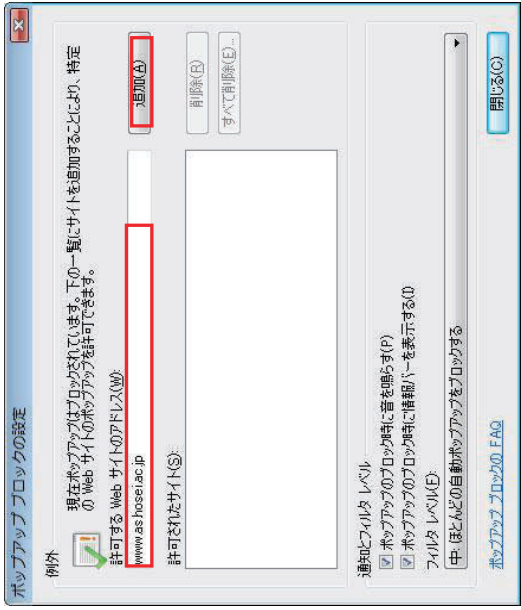 ポップアップ ブロックの設定
例外
現在ポップアップはブロックされています。下の一覧にサイトを追加することにより、特定
の Web サイトのポップアップを許可できます。
許可する Web サイトのアドレス(W):
www.as.hosei.ac.jp 追加(A)
許可されたサイト(S):
削除(R)
すべて削除(E)...
通知とフィルタ レベル
ポップアップのブロック時に音を鳴らす(P)
ポップアップのブロック時に情報バーを表示する(I)
フィルタ レベル(F):
中: (ほとんどの自動ポップアップをブロックする
ポップアップ ブロックの FAQ
閉じる(C)